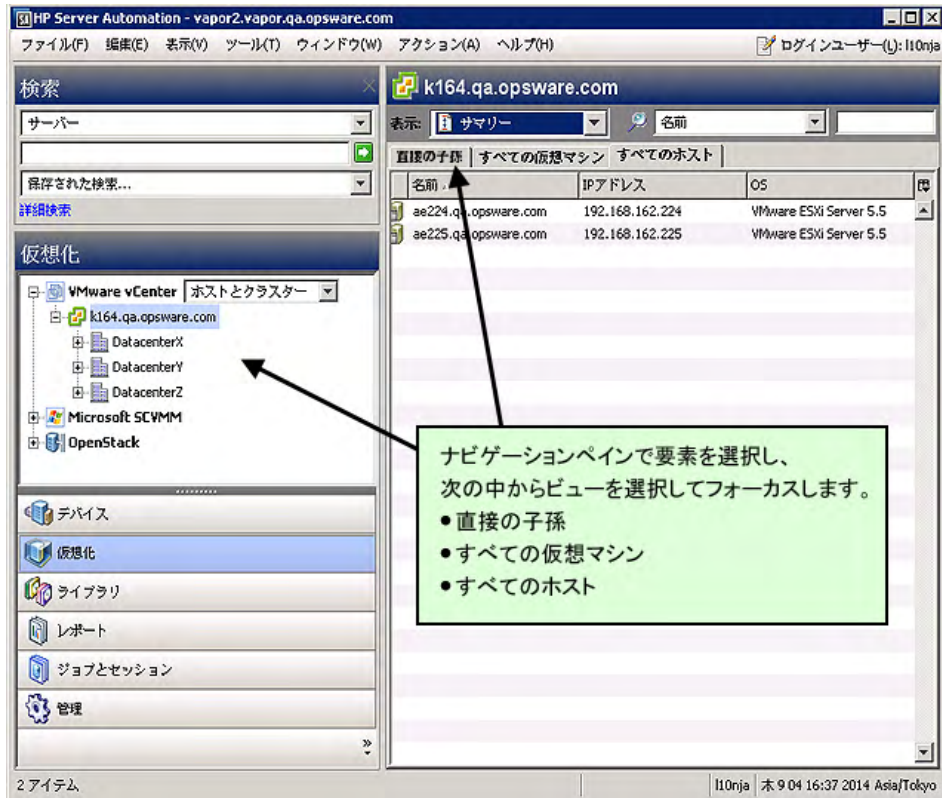 HP Server Automation - vapor2.vapor.qa.opsware.com
ファイル(F) 編集(E) 表示(V) ツール(T) ウィンドウ(W) アクション(A) ヘルプ(H) ログインユーザー(L): l10nja
検索
サーバー
保存された検索...
詳細検索
仮想化
VMware vCenter ホストとクラスター
k164.qa.opsware.com
DatacenterX
DatacenterY
DatacenterZ
Microsoft SCVMM
OpenStack
デバイス
仮想化
ライブラリ
レポート
ジョブとセッション
管理
k164.qa.opsware.com
表示: サマリー 名前
直接の子孫 すべての仮想マシン すべてのホスト
名前 IPアドレス OS
ae224.qa.opsware.com 192.168.162.224 VMware ESXi Server 5.5
ae225.qa.opsware.com 192.168.162.225 VMware ESXi Server 5.5
ナビゲーションペインで要素を選択し、
次の中からビューを選択してフォーカスします。
●直接の子孫
●すべての仮想マシン
●すべてのホスト
2 アイテム
l10nja 木 9 04 16:37 2014 Asia/Tokyo